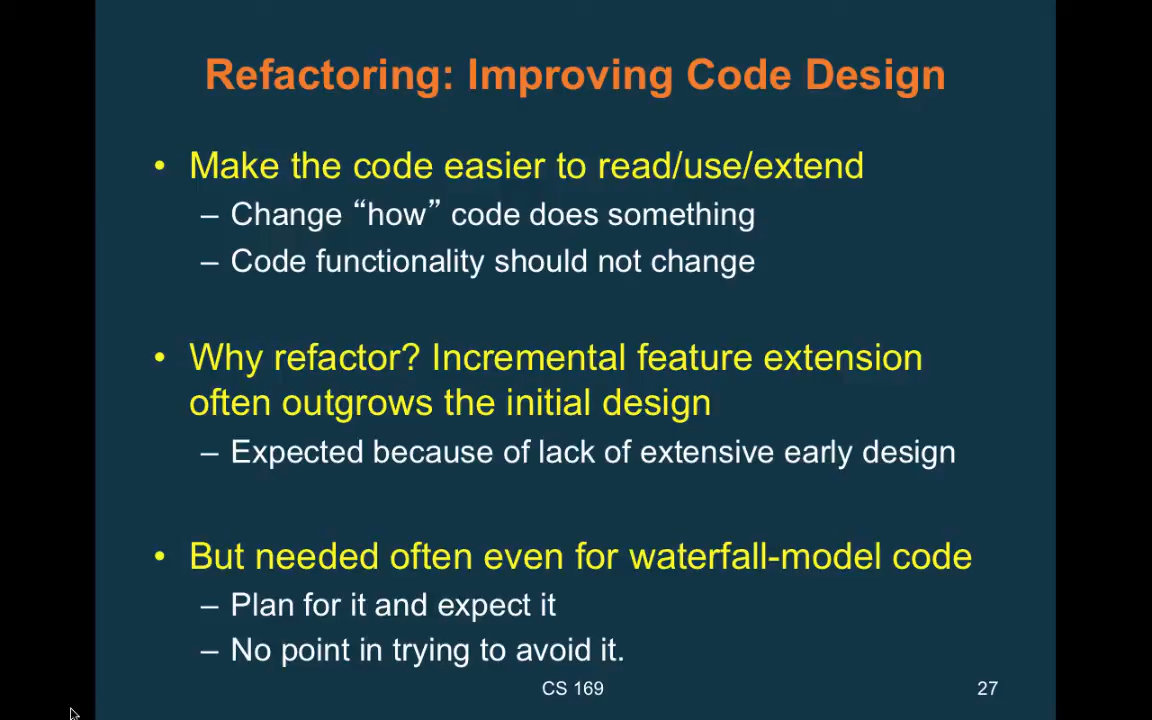 Refactoring: Improving Code Design
• Make the code easier to read/use/extend
– Change “how” code does something
– Code functionality should not change
• Why refactor? Incremental feature extension
often outgrows the initial design
– Expected because of lack of extensive early design
• But needed often even for waterfall-model code
– Plan for it and expect it
– No point in trying to avoid it.
CS 169
27